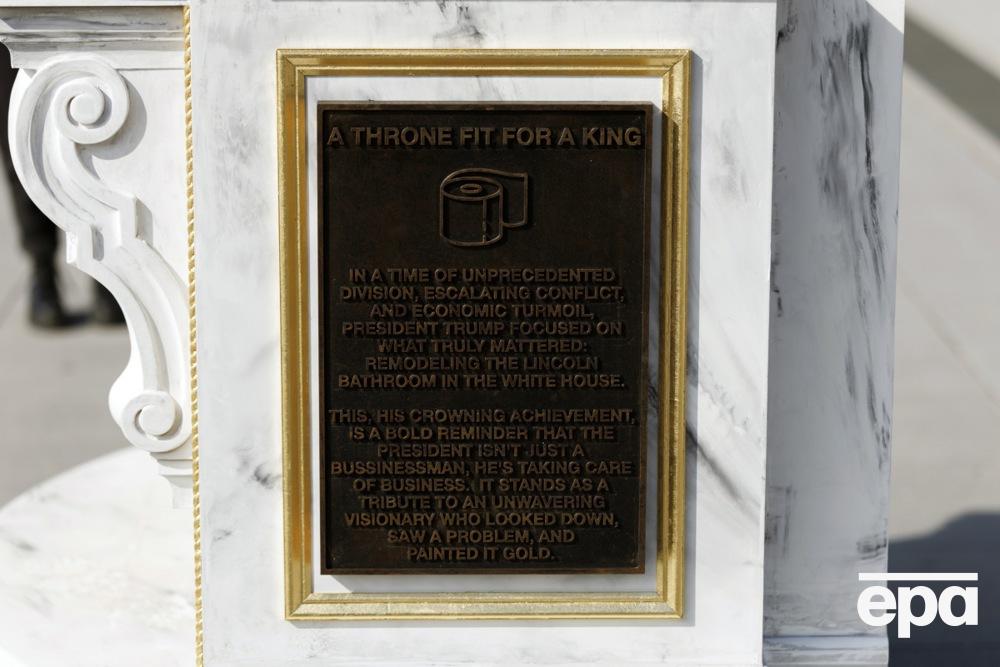 A THRONE FIT FOR A KING
IN A TIME OF UNPRECEDENTED
DIVISION, ESCALATING CONFLICT,
AND ECONOMIC TURMOIL,
PRESIDENT TRUMP FOCUSED ON
WHAT TRULY MATTERED:
REMODELING THE LINCOLN
BATHROOM IN THE WHITE HOUSE.
THIS, HIS CROWNING ACHIEVEMENT,
IS A BOLD REMINDER THAT THE
PRESIDENT ISN'T JUST A
BUSSINESSMAN, HE'S TAKING CARE
OF BUSINESS. IT STANDS AS A
TRIBUTE TO AN UNWAVERING
VISIONARY WHO LOOKED DOWN,
SAW A PROBLEM, AND
PAINTED IT GOLD.
epa